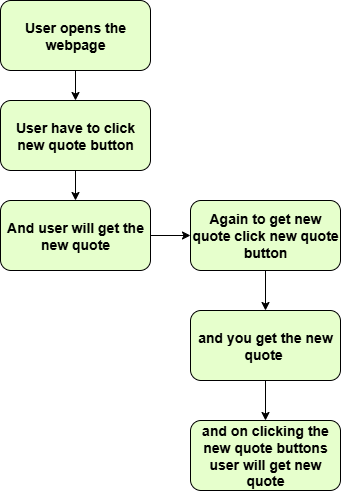 User opens the
webpage
User have to click
new quote button
And user will get the
new quote
Again to get new
quote click new quote
button
and you get the new
quote
and on clicking the
new quote buttons
user will get new
quote